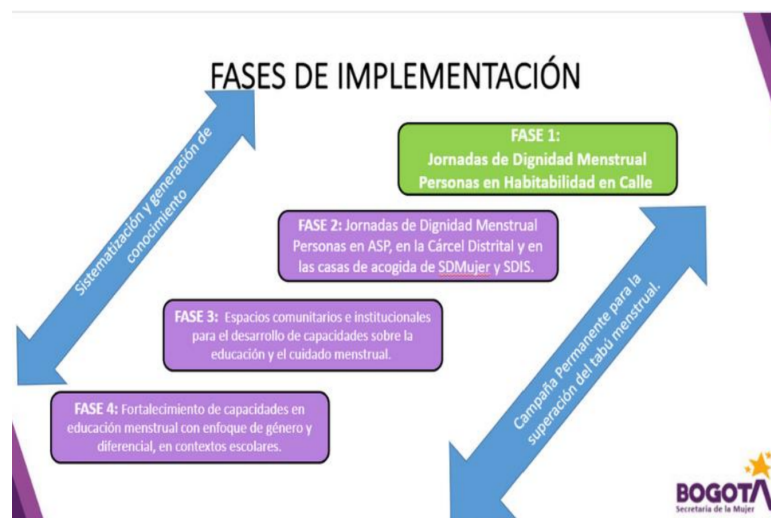 FASES DE IMPLEMENTACIÓN
Sistematización y generación de
conocimiento
FASE 1:
Jornadas de Dignidad Menstrual
Personas en Habitabilidad en Calle
FASE 2: Jornadas de Dignidad Menstrual
Personas en ASP, en la Cárcel Distrital y en
las casas de acogida de SDMujer y SDIS.
FASE 3: Espacios comunitarios e institucionales
para el desarrollo de capacidades sobre la
educación y el cuidado menstrual.
FASE 4: Fortalecimiento de capacidades en
educación menstrual con enfoque de género y
diferencial, en contextos escolares.
Campaña Permanente para la
superación del tabú menstrual.
BOGOTÁ
Secretaría de la Mujer